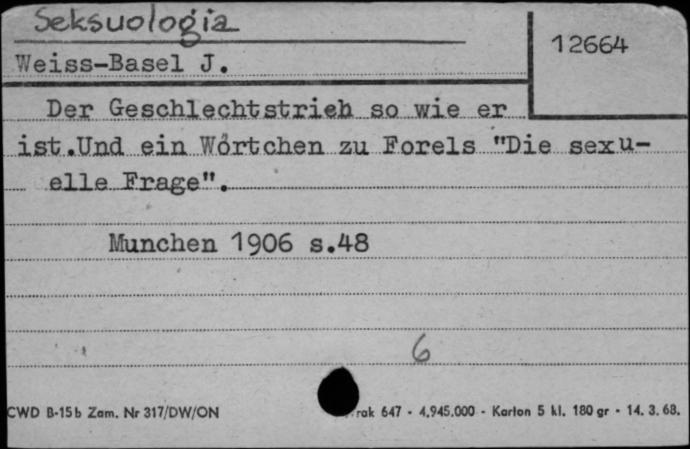 Seksuologia
12664
Weiss-Basel J.
Der Geschlechtstrieb so wie er
ist.Und ein Wörtchen zu Forels "Die sexu-
elle Frage".
Munchen 1906 s.48
6
CWD B-15b Zam. Nr 317/DW/ON
rak 647 - 4.945.000 - Karton 5 kl. 180 gr - 14. 3. 68.